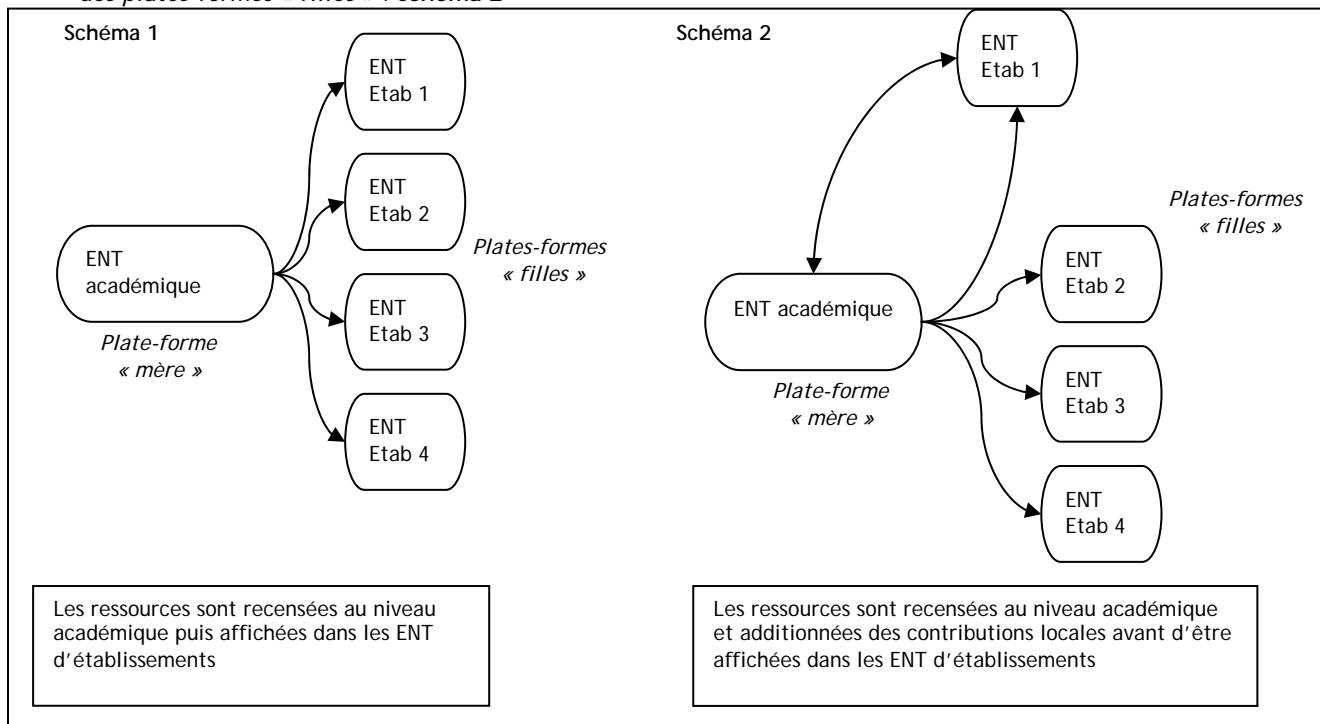 des plates-formes « filles » : schéma 2
Schéma 1
ENT
Etab 1
ENT
Etab 2
ENT
académique
Plates-formes
« filles »
ENT
Etab 3
Plate-forme
« mère »
ENT
Etab 4
Les ressources sont recensées au niveau
académique puis affichées dans les ENT
d'établissements
Schéma 2
ENT
Etab 1
Plates-formes
« filles »
ENT
Etab 2
ENT académique
ENT
Etab 3
Plate-forme
« mère »
ENT
Etab 4
Les ressources sont recensées au niveau académique
et additionnées des contributions locales avant d'être
affichées dans les ENT d'établissements